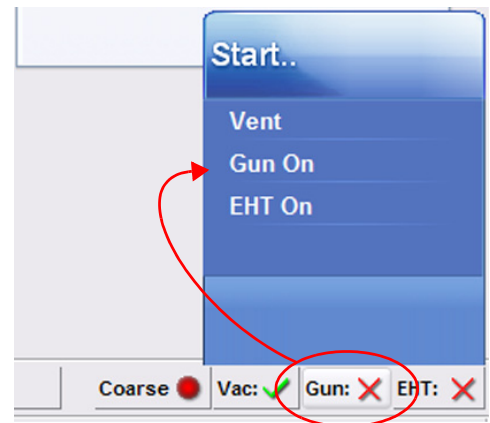 Start..
Vent
Gun On
EHT On
Coarse Vac: Gun: EHT: